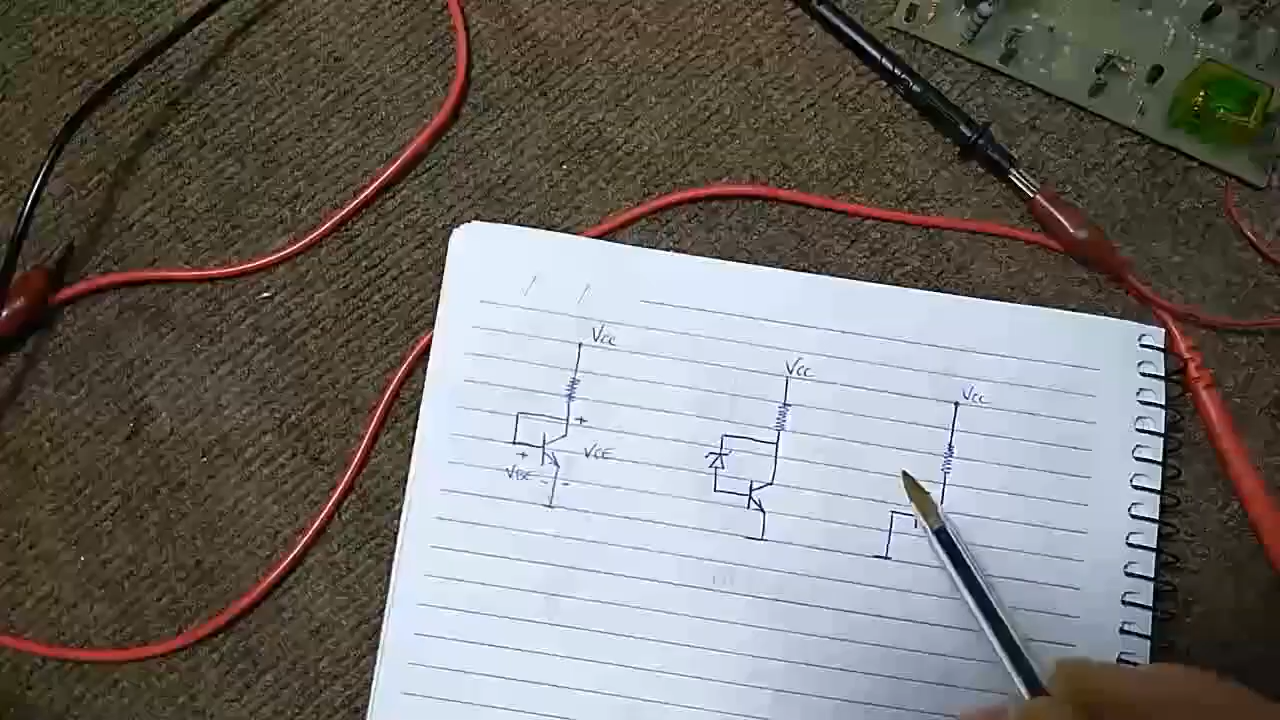 / /
Vcc
Vcc
Vcc
+
VCE
+
VBE - -